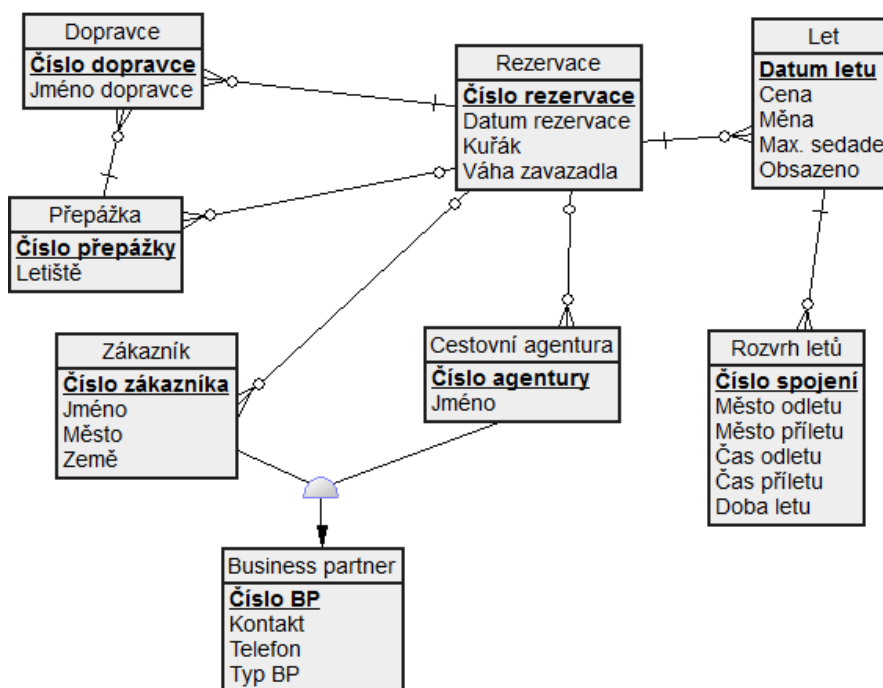 Dopravce
Číslo dopravce
Jméno dopravce
Rezervace
Číslo rezervace
Datum rezervace
Kuřák
Váha zavazadla
Let
Datum letu
Cena
Měna
Max. sedade
Obsazeno
Přepážka
Číslo přepážky
Letiště
Zákazník
Číslo zákazníka
Jméno
Město
Země
Cestovní agentura
Číslo agentury
Jméno
Rozvrh letů
Číslo spojení
Město odletu
Město příletu
Čas odletu
Čas příletu
Doba letu
Business partner
Číslo BP
Kontakt
Telefon
Typ BP